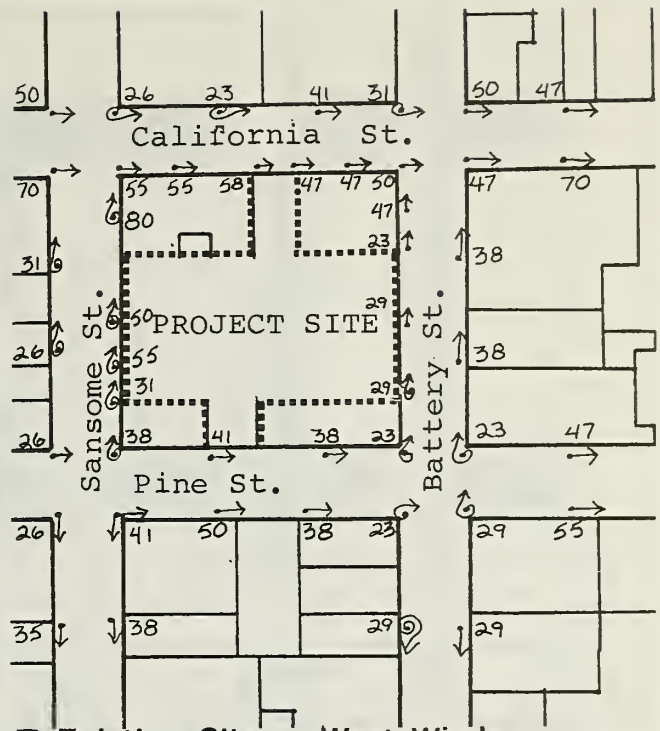 50 26 23 41 31 50 47
California St.
70 55 55 58 47 47 50 47 70
80 47
31 23 38
50 PROJECT SITE 29
26 55 38
31 29
26 38 41 38 23 23 47
Sansome St.
Battery St.
Pine St.
26 41 50 38 23 29 55
35 38 29 29